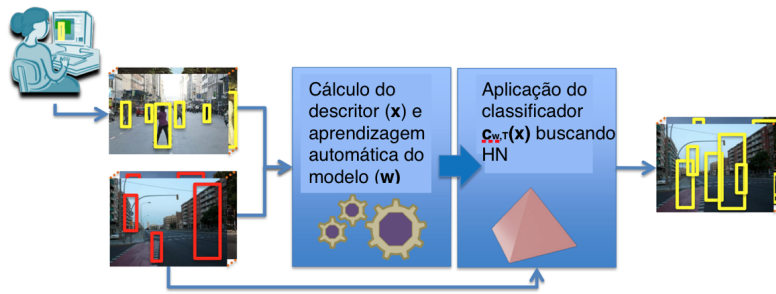 Cálculo do
descritor (x) e
aprendizagem
automática do
modelo (w)
Aplicação do
classificador
cw,T(x) buscando
HN